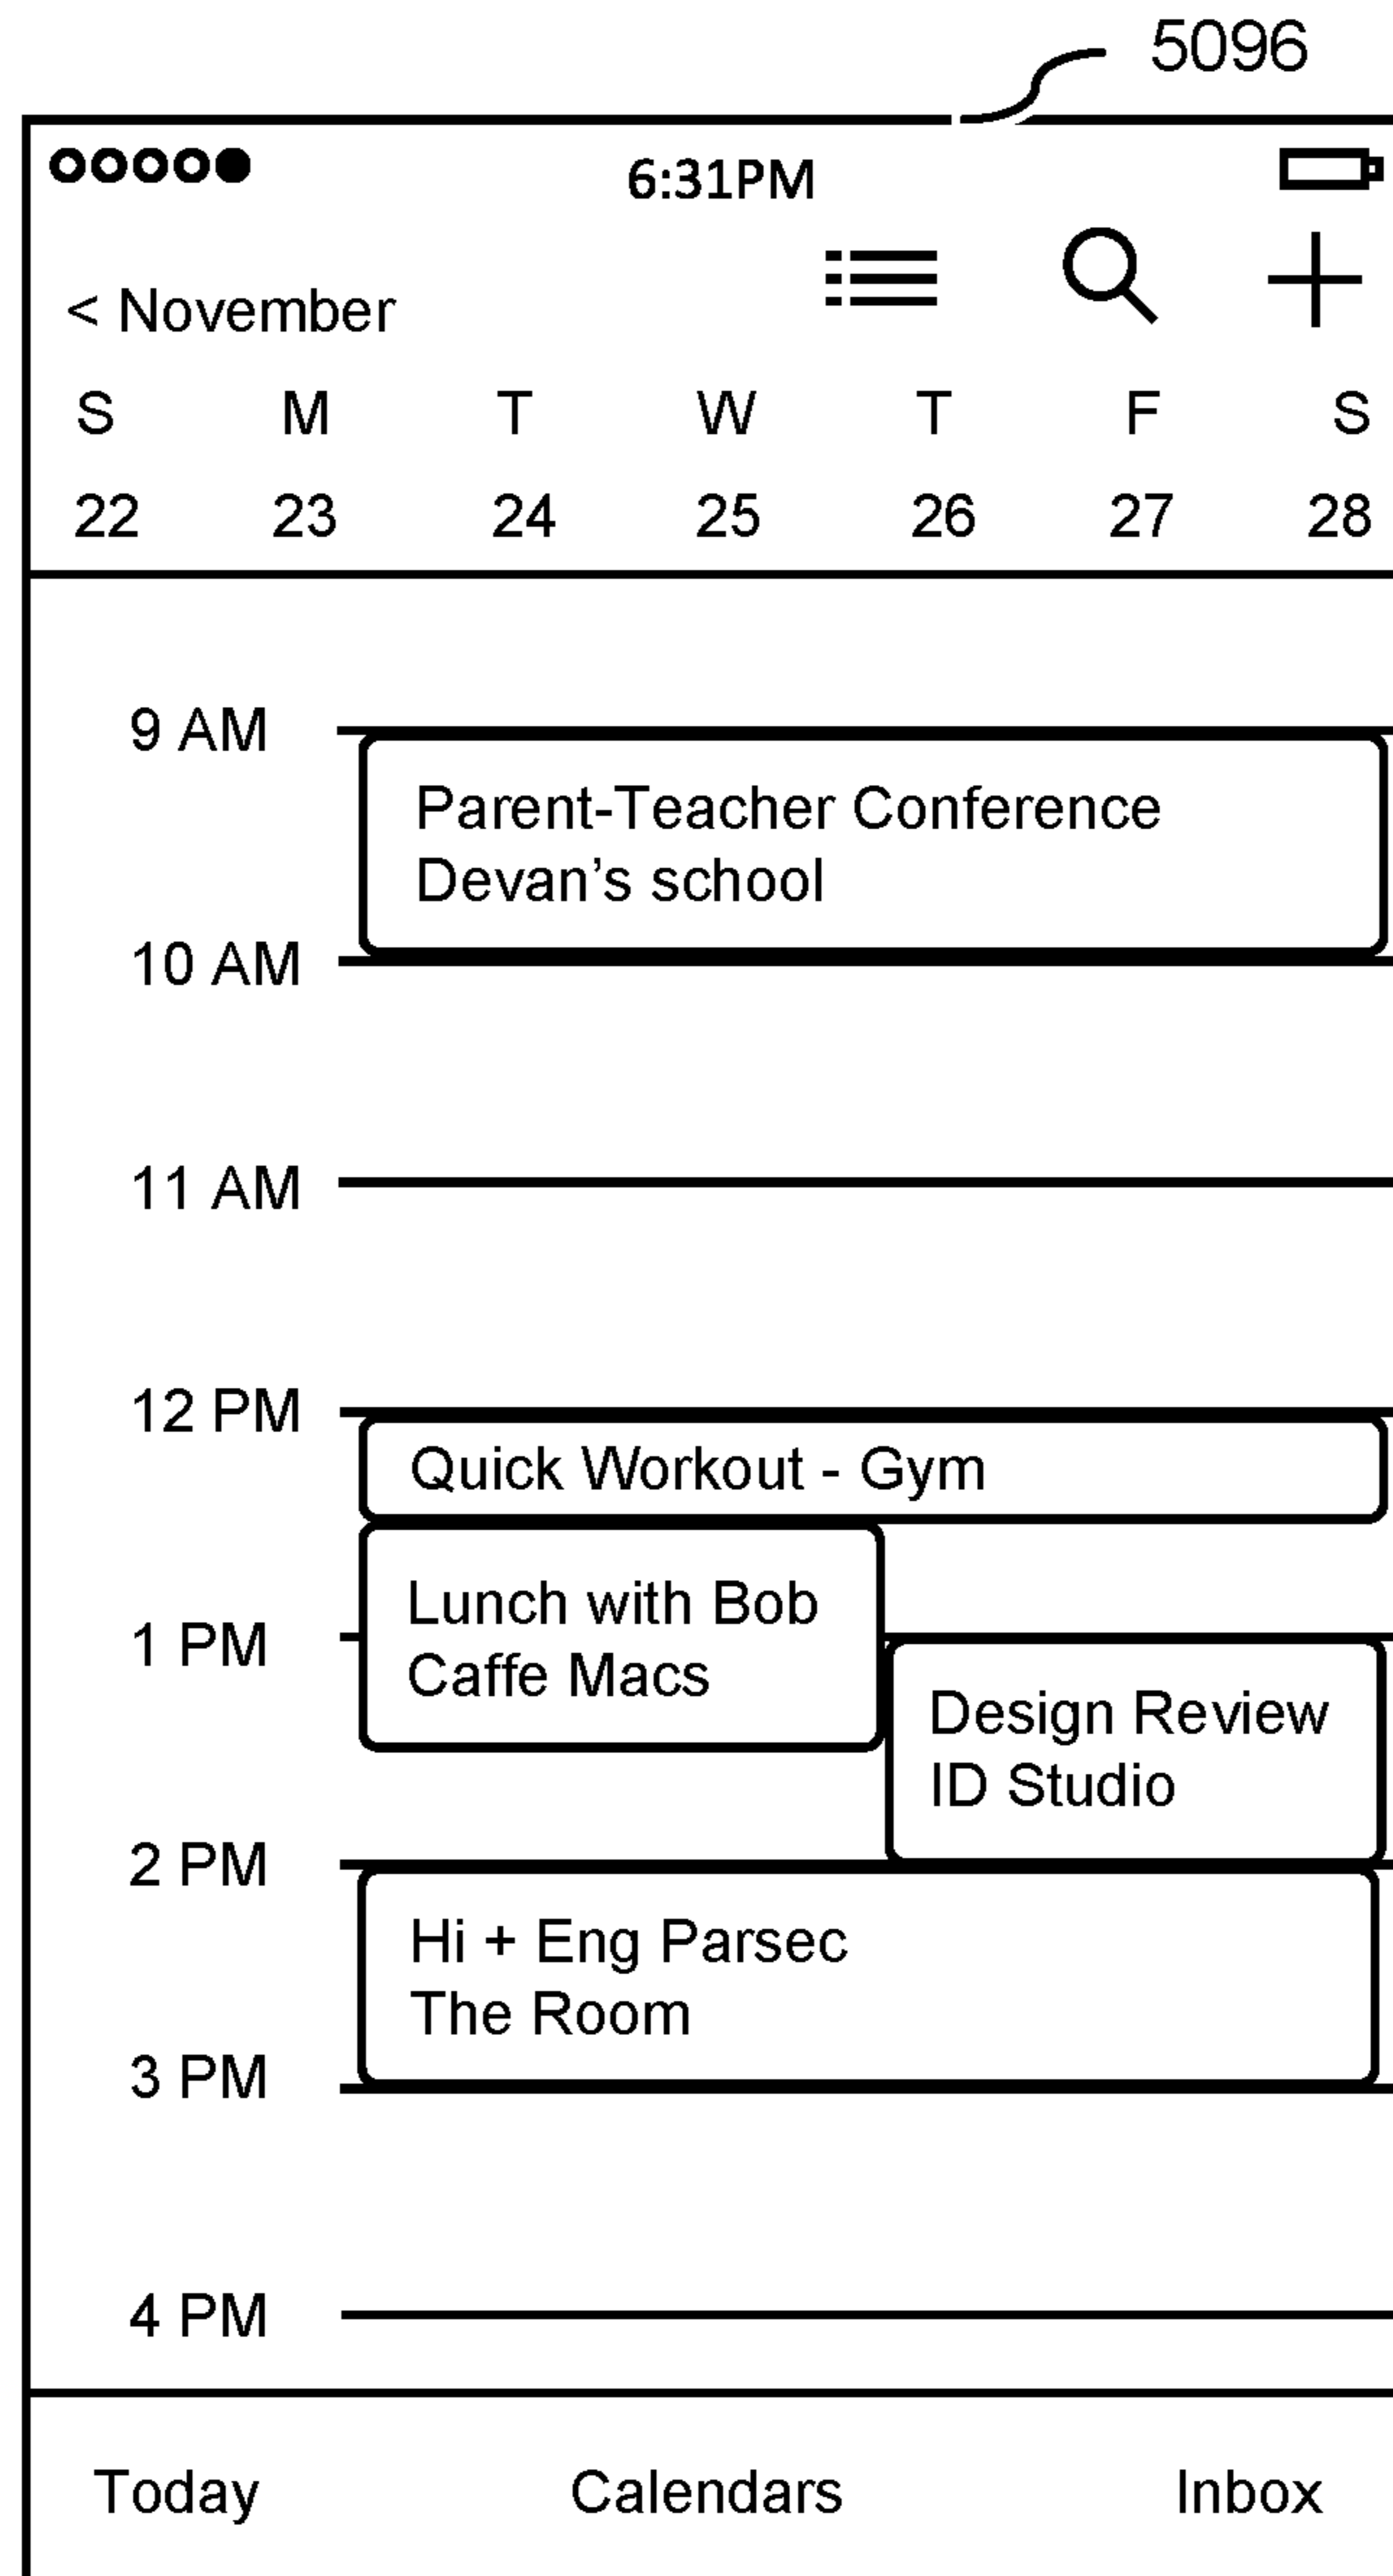 5096
6:31PM
< November
S M T W T F S
22 23 24 25 26 27 28
9 AM
Parent-Teacher Conference
Devan’s school
10 AM
11 AM
12 PM
Quick Workout - Gym
Lunch with Bob
1 PM
Caffe Macs
Design Review
ID Studio
2 PM
Hi + Eng Parsec
The Room
3 PM
4 PM
Today Calendars Inbox